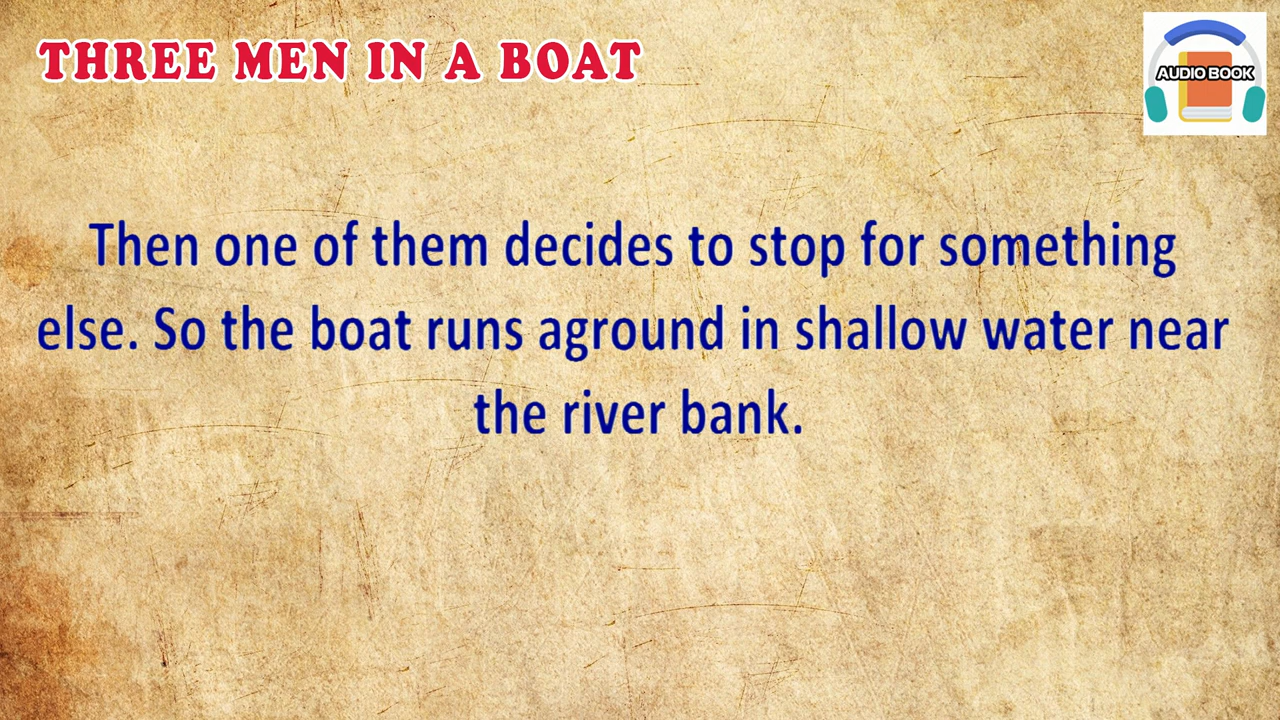 THREE MEN IN A BOAT
AUDIO BOOK
Then one of them decides to stop for something
else. So the boat runs aground in shallow water near
the river bank.